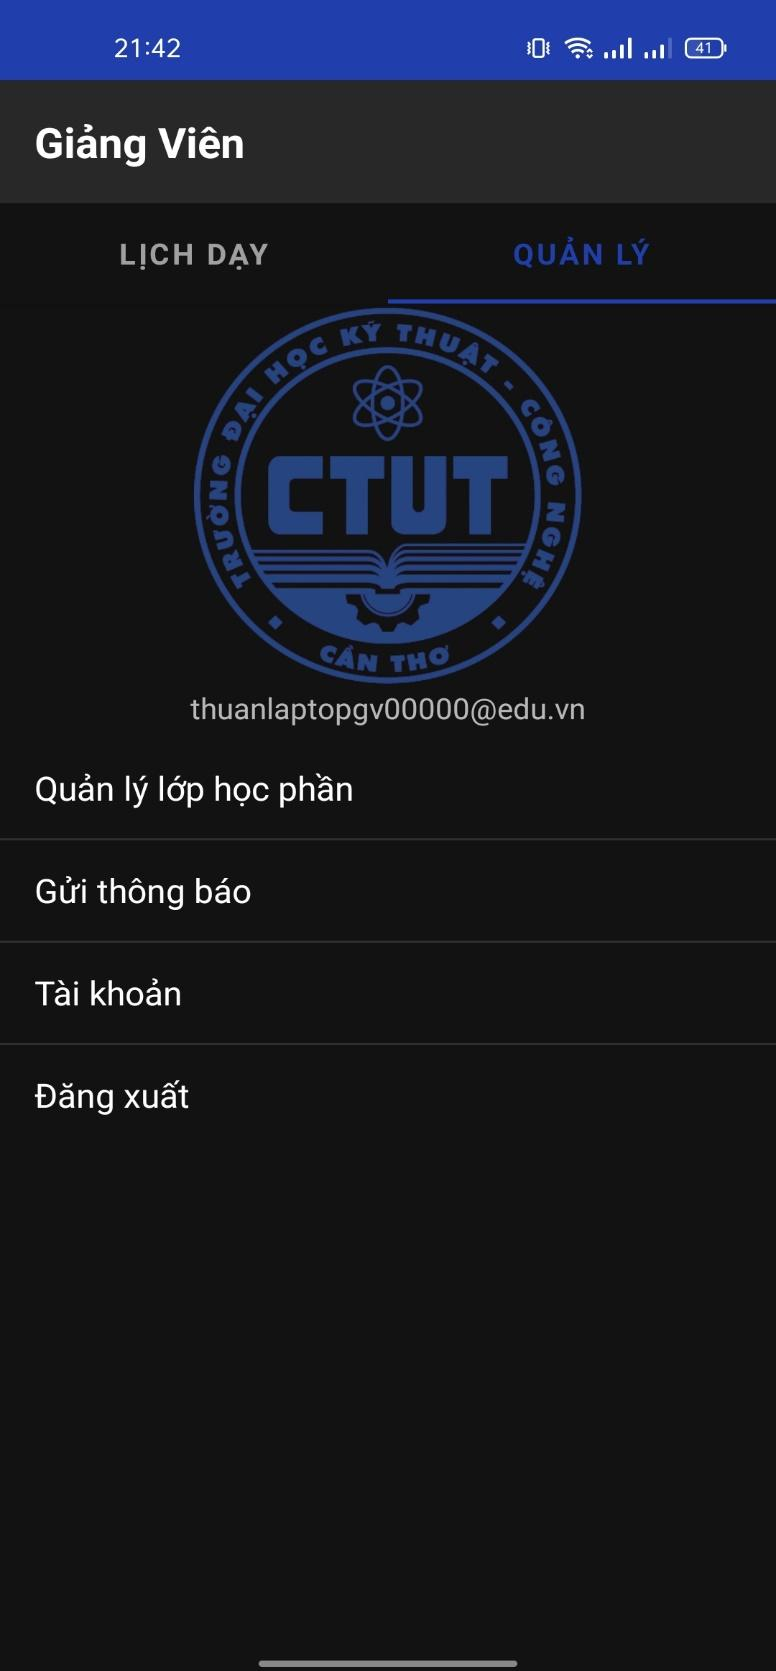 21:42
41
Giảng Viên
LỊCH DẠY
QUẢN LÝ
TRƯỜNG ĐẠI HỌC KỸ THUẬT - CÔNG NGHỆ
CTUT
CẦN THƠ
thuanlaptopgv00000@edu.vn
Quản lý lớp học phần
Gửi thông báo
Tài khoản
Đăng xuất